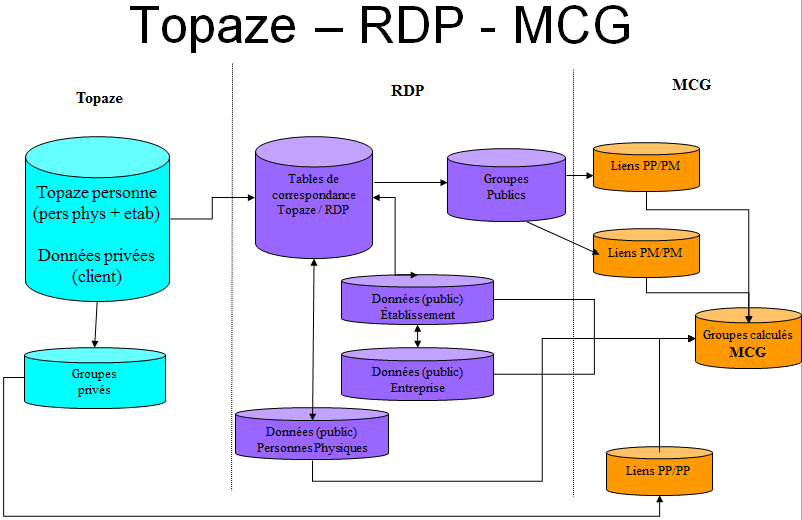 Topaze – RDP - MCG
Topaze
RDP
MCG
Topaze personne
(pers phys + etab)
Données privées
(client)
Groupes
privés
Tables de
correspondance
Topaze / RDP
Groupes
Publics
Données (public)
Établissement
Données (public)
Entreprise
Données (public)
Personnes Physiques
Liens PP/PM
Liens PM/PM
Groupes calculés
MCG
Liens PP/PP